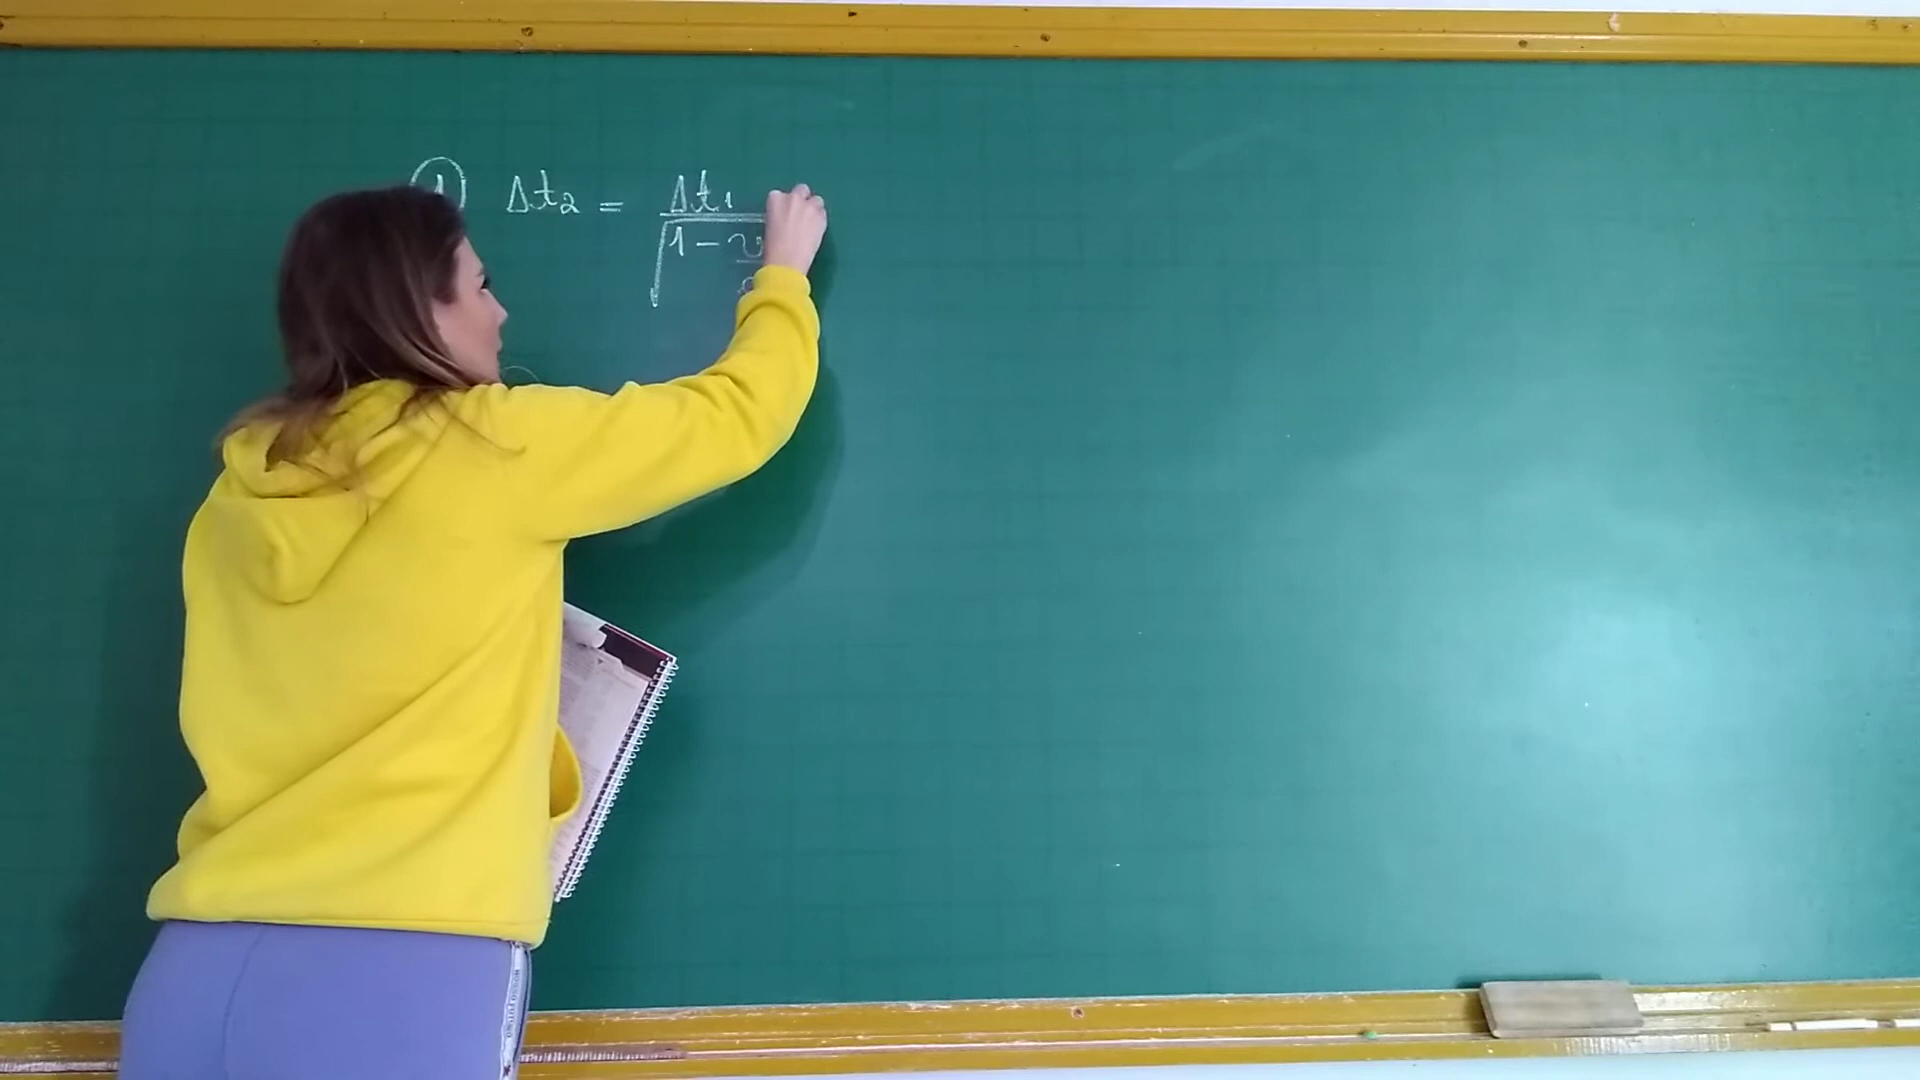 ① Δt₂ = Δt₁
√1 - v